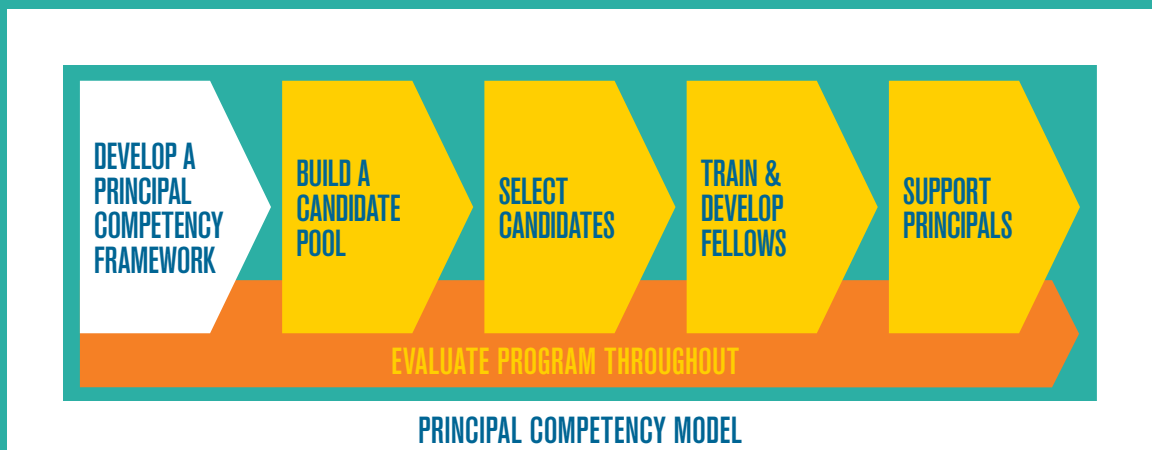 DEVELOP A
PRINCIPAL
COMPETENCY
FRAMEWORK
BUILD A
CANDIDATE
POOL
SELECT
CANDIDATES
TRAIN &
DEVELOP
FELLOWS
SUPPORT
PRINCIPALS
EVALUATE PROGRAM THROUGHOUT
PRINCIPAL COMPETENCY MODEL